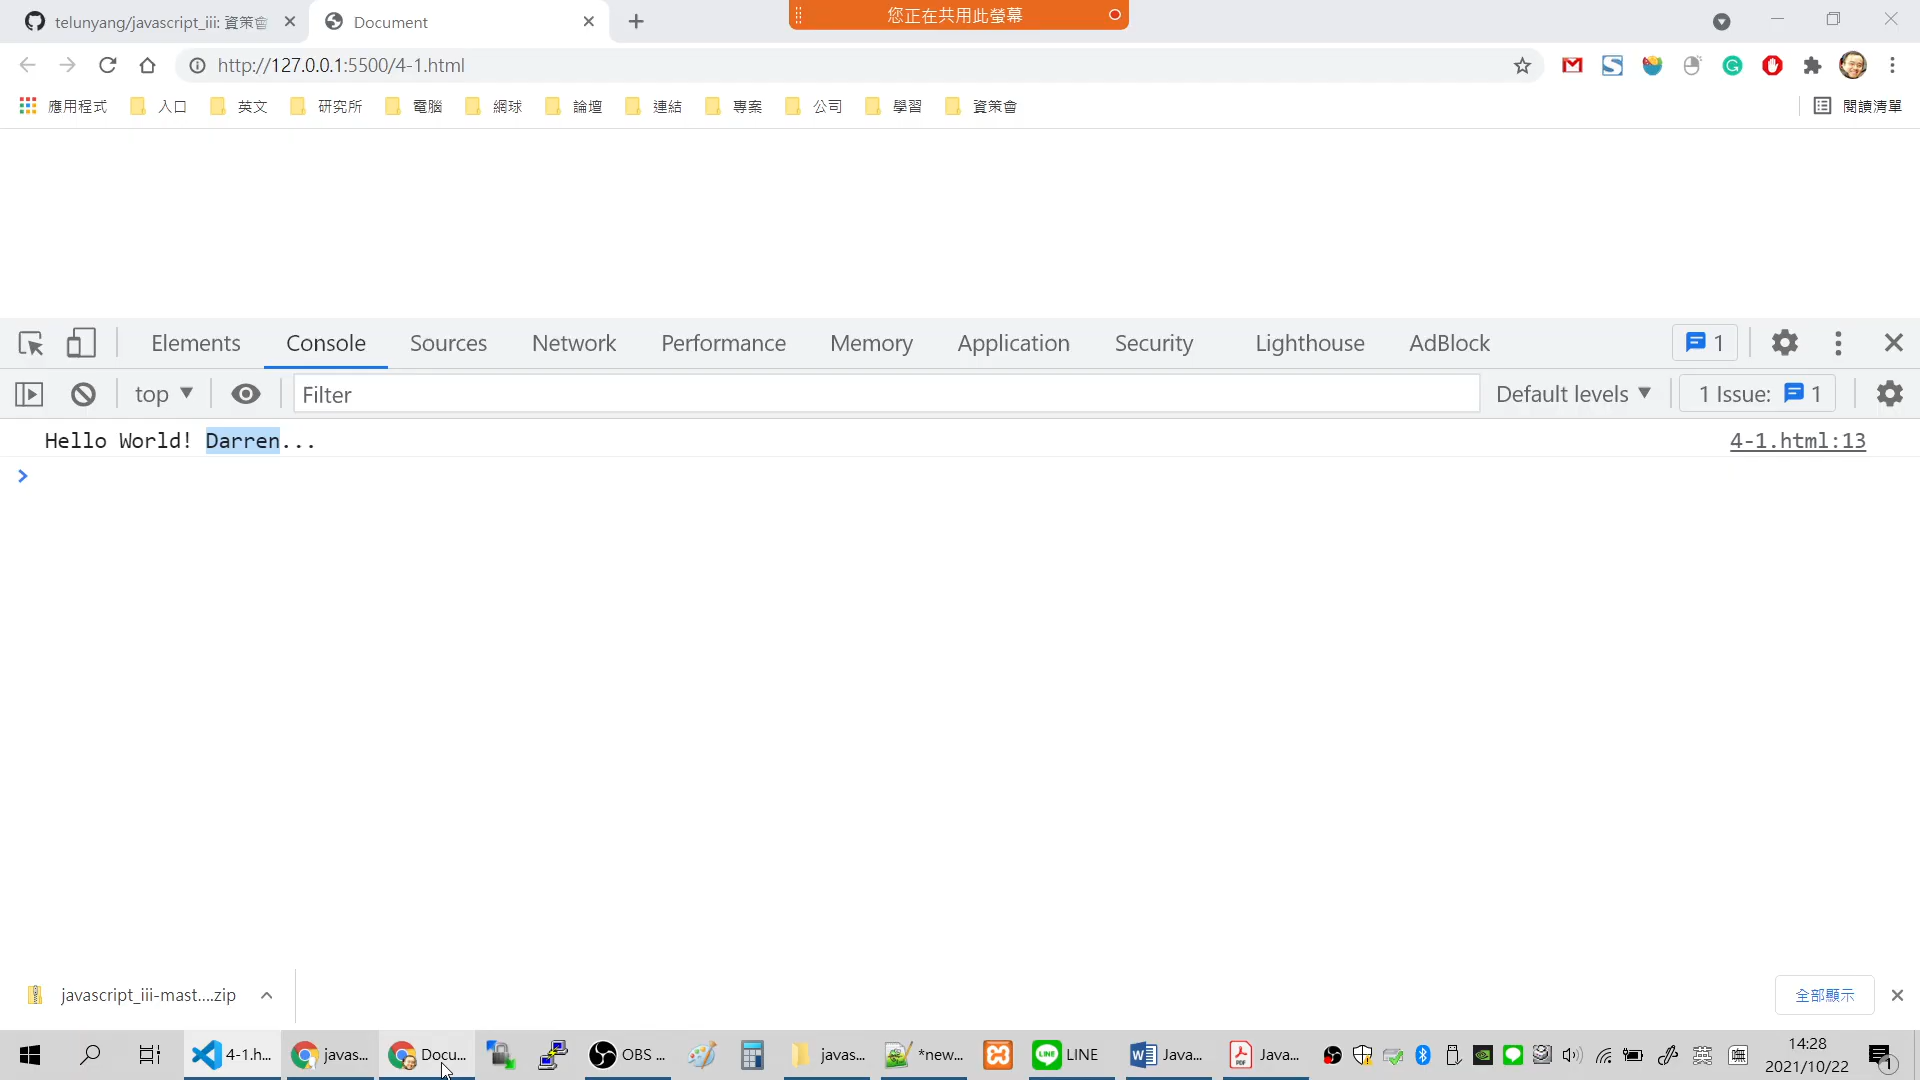 telunyang/javascript_iii: 資策會
Document
您正在共用此螢幕
http://127.0.0.1:5500/4-1.html
應用程式
入口
英文
研究所
電腦
網球
論壇
連結
專案
公司
學習
資策會
閱讀清單
Elements
Console
Sources
Network
Performance
Memory
Application
Security
Lighthouse
AdBlock
1
top
Filter
Default levels
1 Issue: 1
Hello World! Darren...
4-1.html:13
javascript_iii-mast....zip
全部顯示
4-1.h...
javas...
Docu...
OBS ...
javas...
*new...
LINE
Java...
Java...
英
14:28
2021/10/22
1